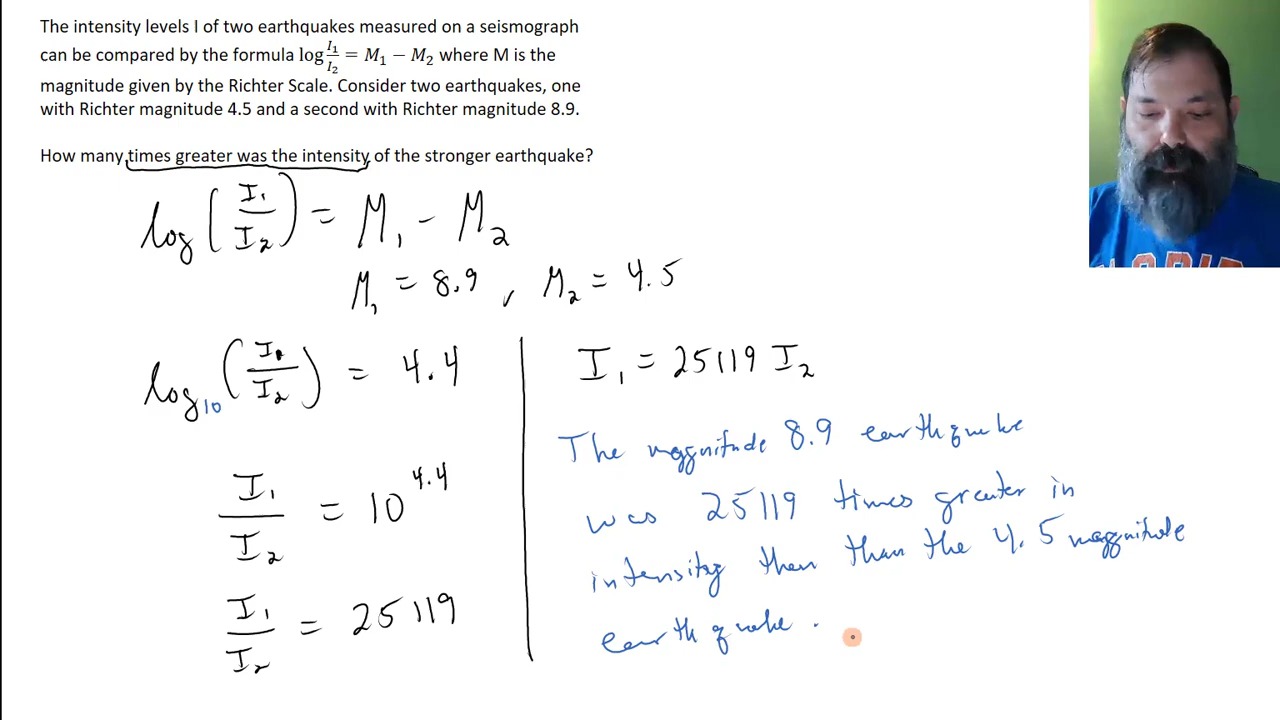 The intensity levels I of two earthquakes measured on a seismograph
can be compared by the formula log I₁/I₂ = M₁ − M₂ where M is the
magnitude given by the Richter Scale. Consider two earthquakes, one
with Richter magnitude 4.5 and a second with Richter magnitude 8.9.
How many times greater was the intensity of the stronger earthquake?
log(I₁/I₂) = M₁ − M₂
M₁ = 8.9 , M₂ = 4.5
log₁₀(I₁/I₂) = 4.4
I₁/I₂ = 10^4.4
I₁/I₂ = 25119
I₁ = 25119 I₂
The magnitude 8.9 earthquake
was 25119 times greater in
intensity then than the 4.5 magnitude
earthquake.